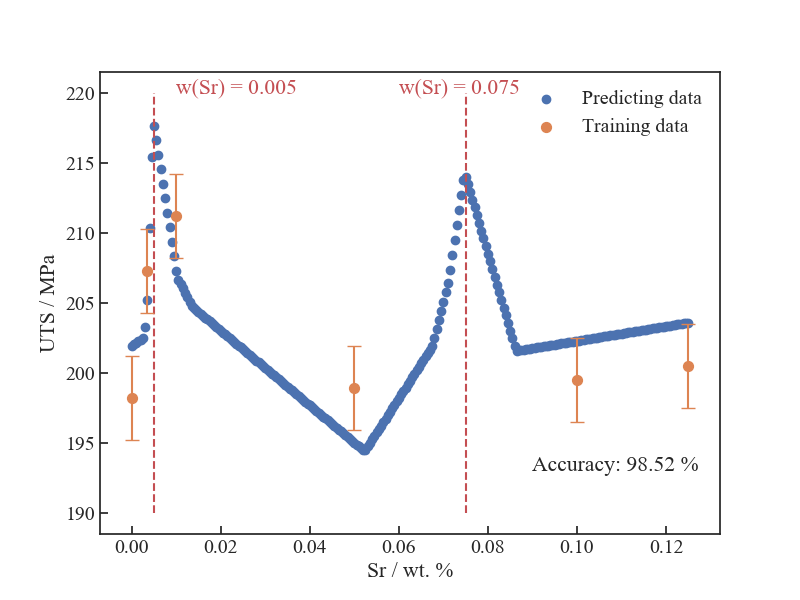 w(Sr) = 0.005
w(Sr) = 0.075
Predicting data
Training data
220
215
210
205
200
195
190
UTS / MPa
Accuracy: 98.52 %
0.00
0.02
0.04
0.06
0.08
0.10
0.12
Sr / wt. %